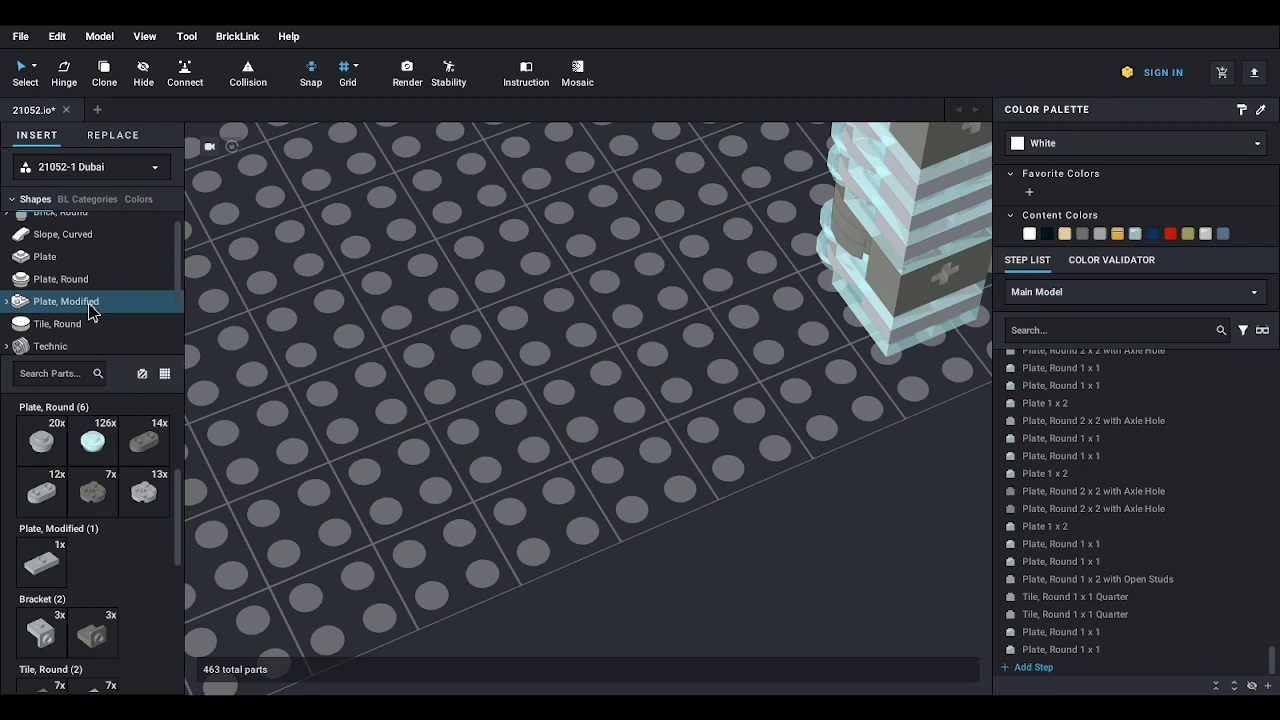 File Edit Model View Tool BrickLink Help
Select Hinge Clone Hide Connect Collision Snap Grid Render Stability Instruction Mosaic SIGN IN
21052.io*
INSERT REPLACE
21052-1 Dubai
Shapes BL Categories Colors
Brick, Round
Slope, Curved
Plate
Plate, Round
Plate, Modified
Tile, Round
Technic
Search Parts...
Plate, Round (6)
20x 126x 14x
12x 7x 13x
Plate, Modified (1)
1x
Bracket (2)
3x 3x
Tile, Round (2)
7x 7x
463 total parts
COLOR PALETTE
White
Favorite Colors
Content Colors
STEP LIST COLOR VALIDATOR
Main Model
Search...
Plate, Round 2 x 2 with Axle Hole
Plate, Round 1 x 1
Plate, Round 1 x 1
Plate 1 x 2
Plate, Round 2 x 2 with Axle Hole
Plate, Round 1 x 1
Plate, Round 1 x 1
Plate 1 x 2
Plate, Round 2 x 2 with Axle Hole
Plate, Round 2 x 2 with Axle Hole
Plate 1 x 2
Plate, Round 1 x 1
Plate, Round 1 x 1
Plate, Round 1 x 2 with Open Studs
Tile, Round 1 x 1 Quarter
Tile, Round 1 x 1 Quarter
Plate, Round 1 x 1
Plate, Round 1 x 1
+ Add Step